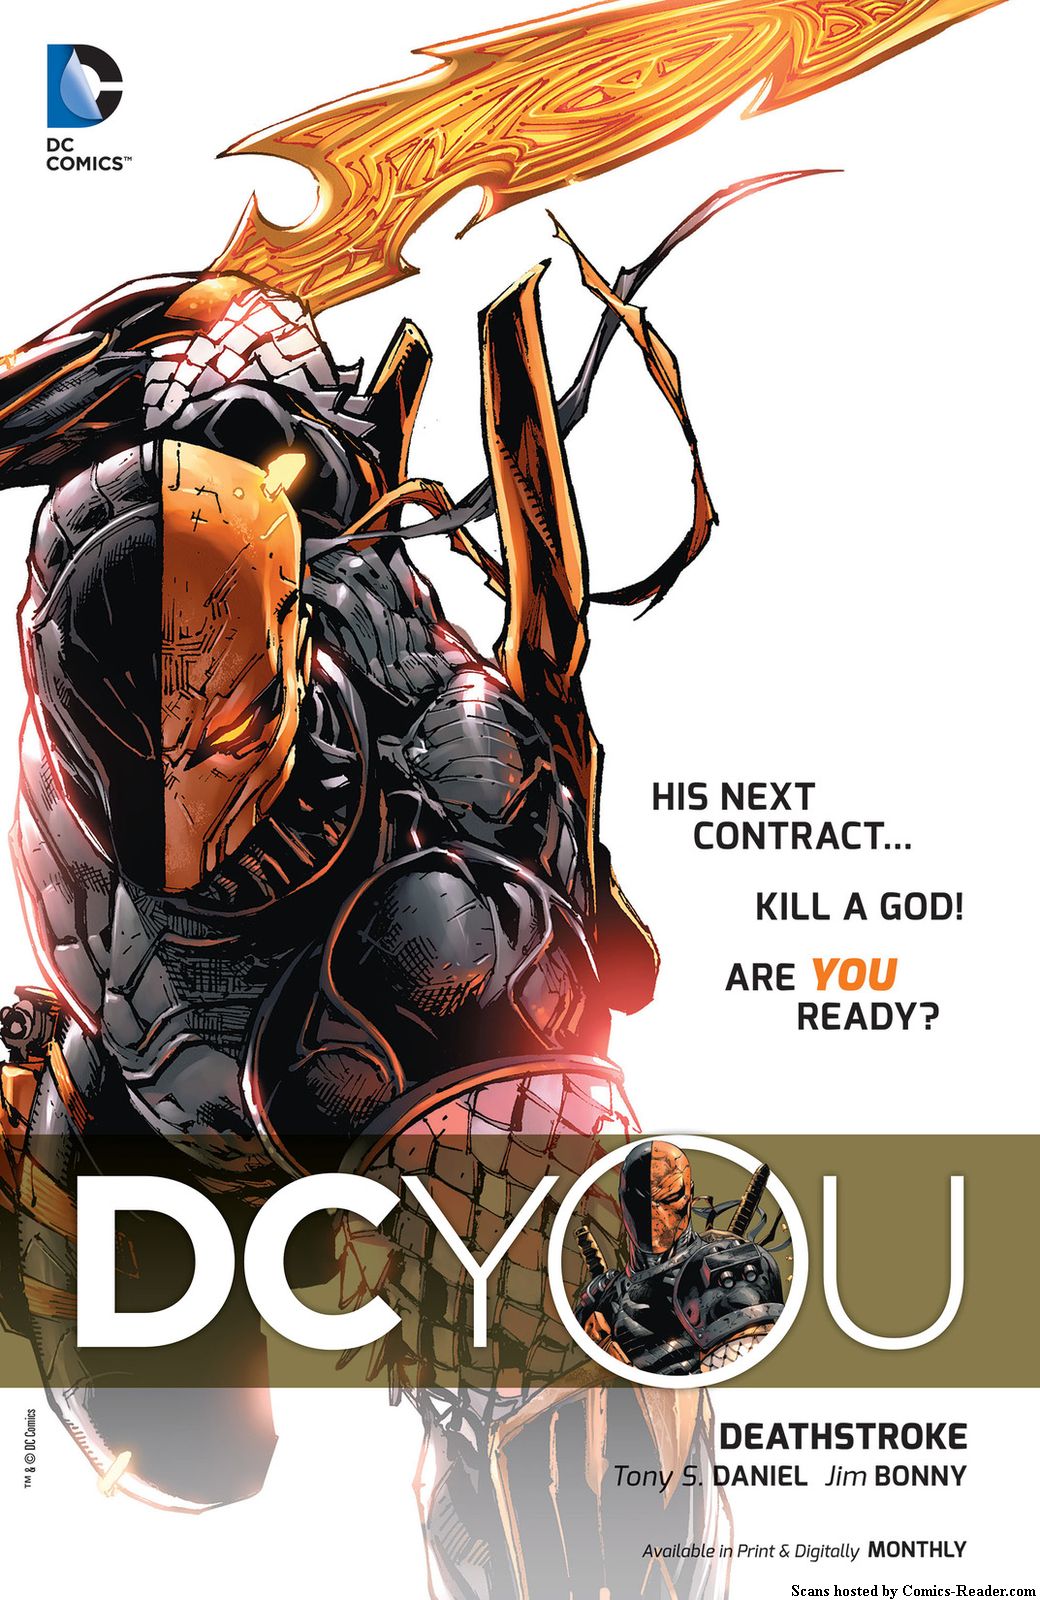 DC
COMICS™
HIS NEXT
CONTRACT...
KILL A GOD!
ARE YOU
READY?
DCYOU
™ & © DC Comics
DEATHSTROKE
Tony S. DANIEL Jim BONNY
Available in Print & Digitally MONTHLY
Scans hosted by Comics-Reader.com